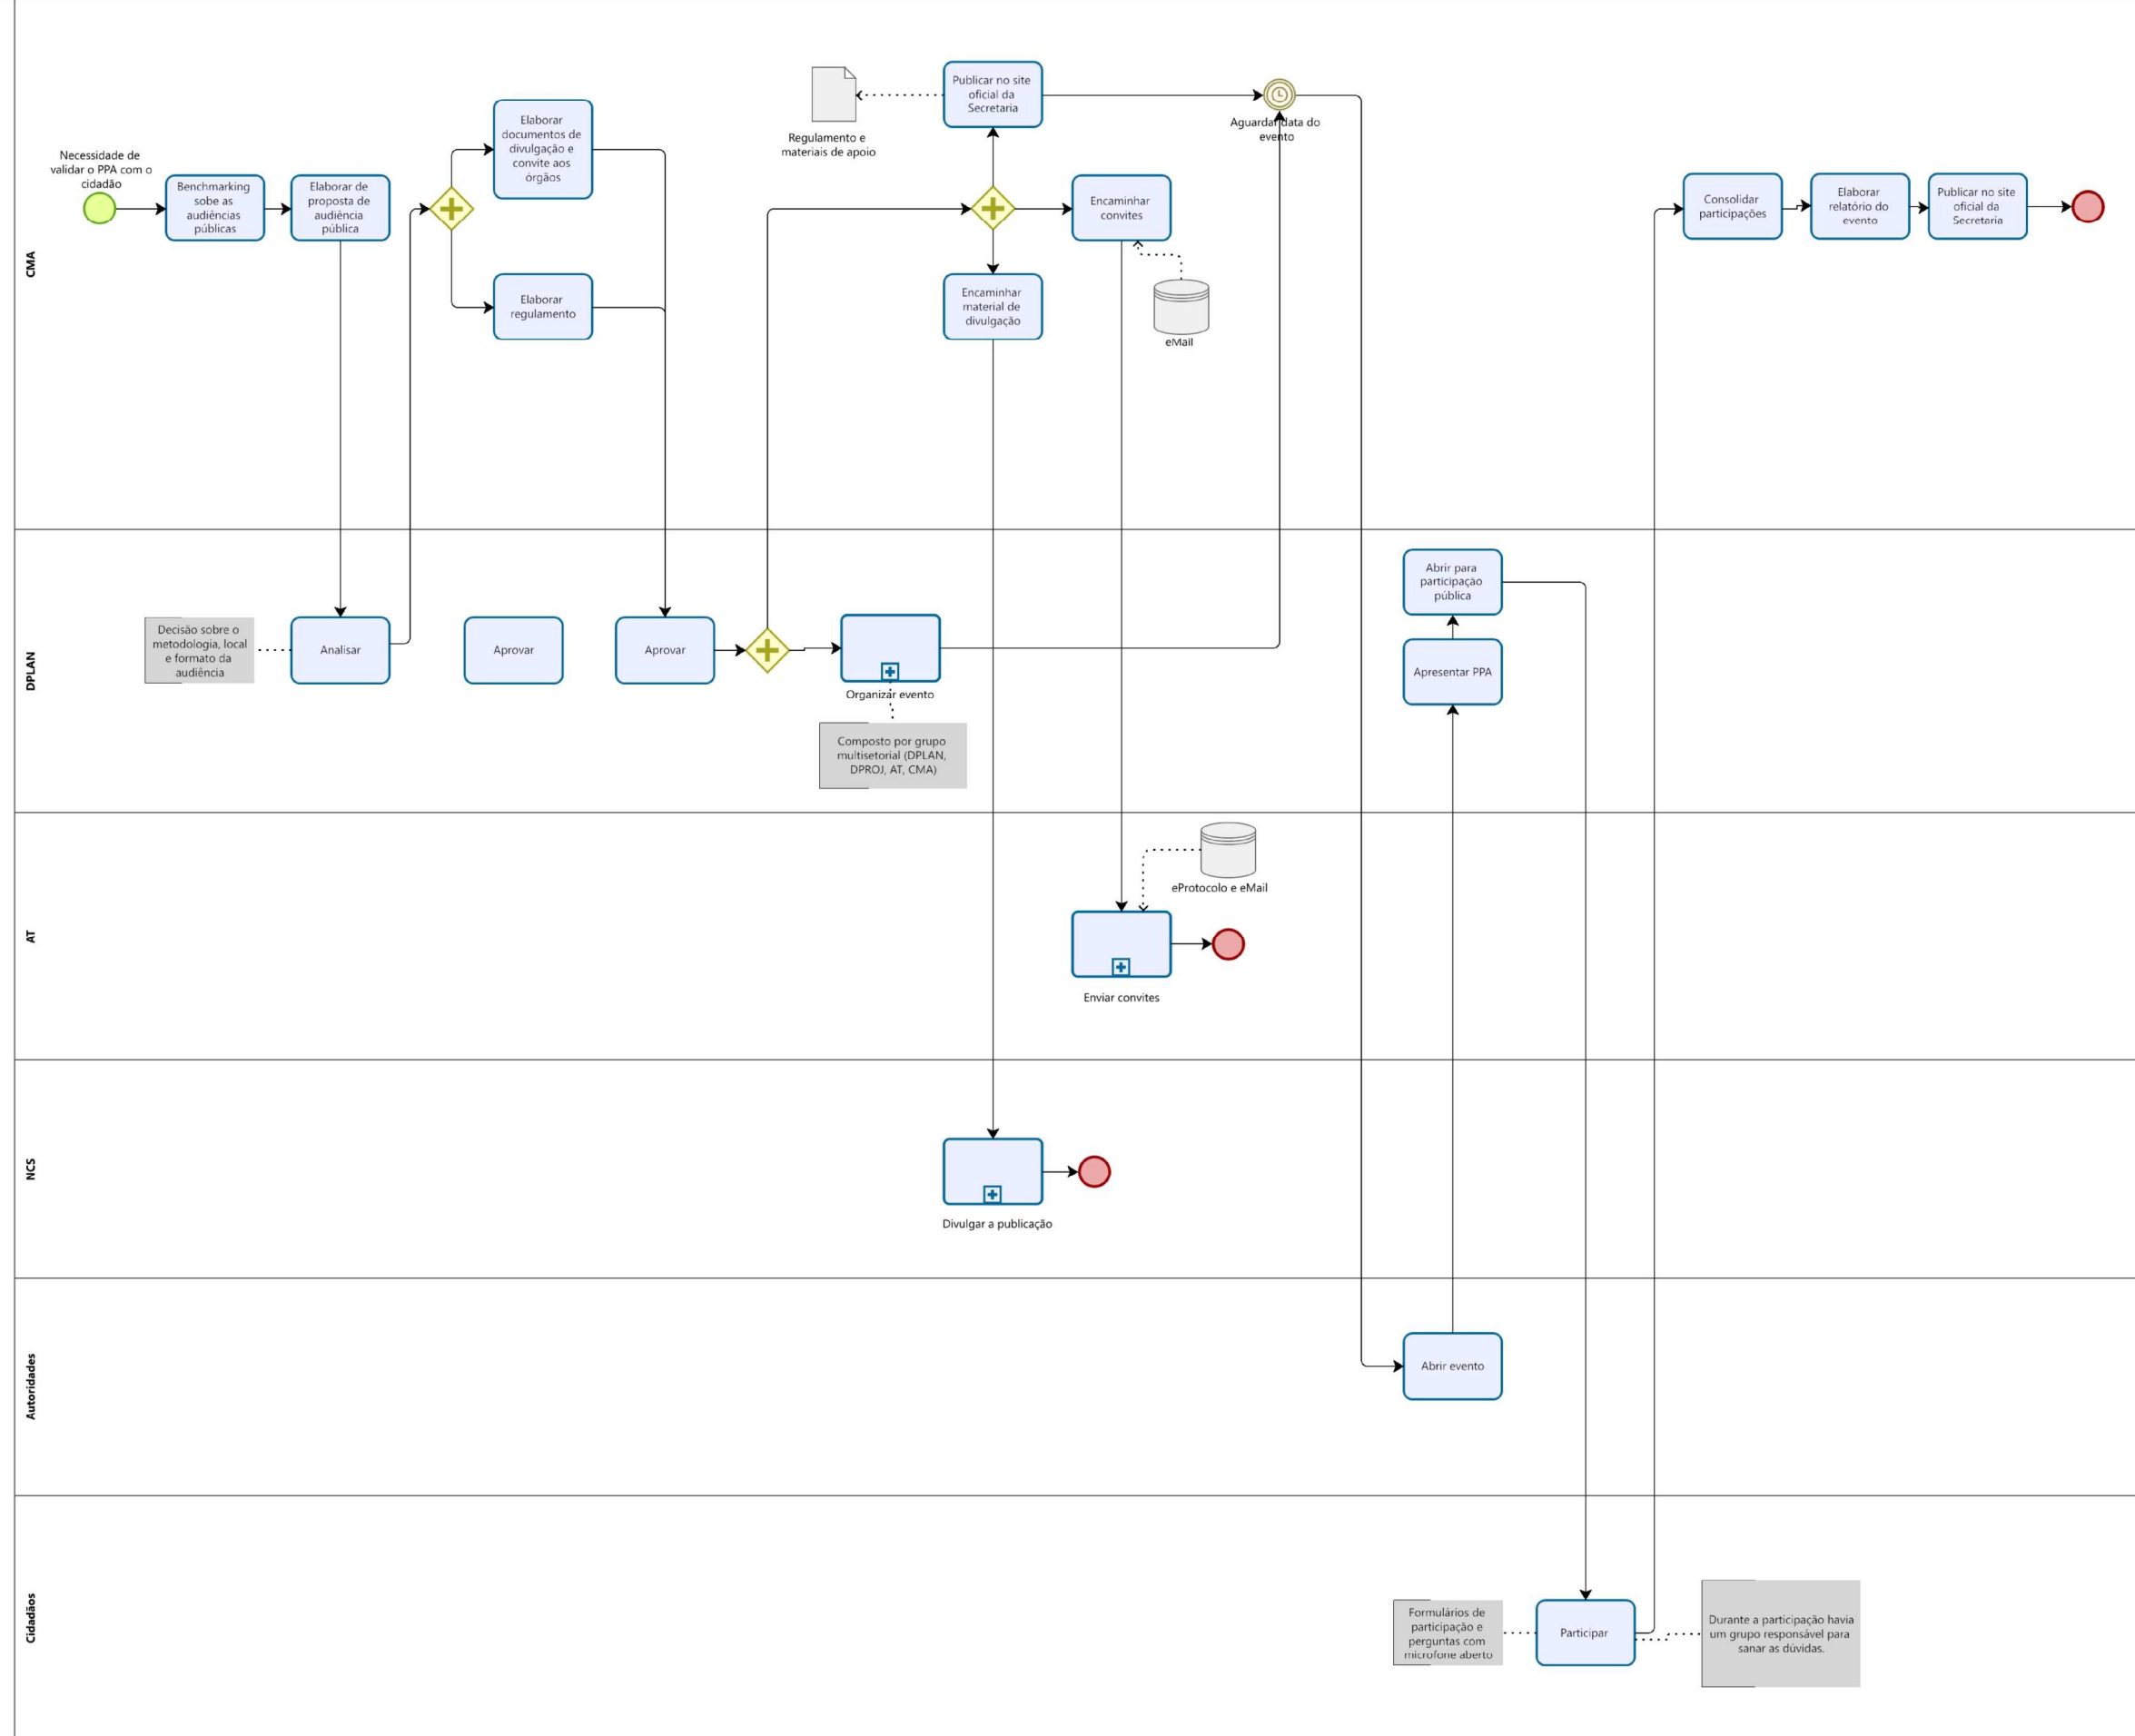 CMA
Necessidade de
validar o PPA com o
cidadão
Benchmarking
sobe as
audiências
públicas
Elaborar de
proposta de
audiência
pública
Elaborar
documentos de
divulgação e
convite aos
órgãos
Elaborar
regulamento
Regulamento e
materiais de apoio
Publicar no site
oficial da
Secretaria
Encaminhar
convites
Encaminhar
material de
divulgação
eMail
Aguardar data do
evento
Consolidar
participações
Elaborar
relatório do
evento
Publicar no site
oficial da
Secretaria
DPLAN
Decisão sobre o
metodologia, local
e formato da
audiência
Analisar
Aprovar
Aprovar
Organizar evento
Composto por grupo
multisetorial (DPLAN,
DPROJ, AT, CMA)
Abrir para
participação
pública
Apresentar PPA
AT
eProtocolo e eMail
Enviar convites
NCS
Divulgar a publicação
Autoridades
Abrir evento
Cidadãos
Formulários de
participação e
perguntas com
microfone aberto
Participar
Durante a participação havia
um grupo responsável para
sanar as dúvidas.